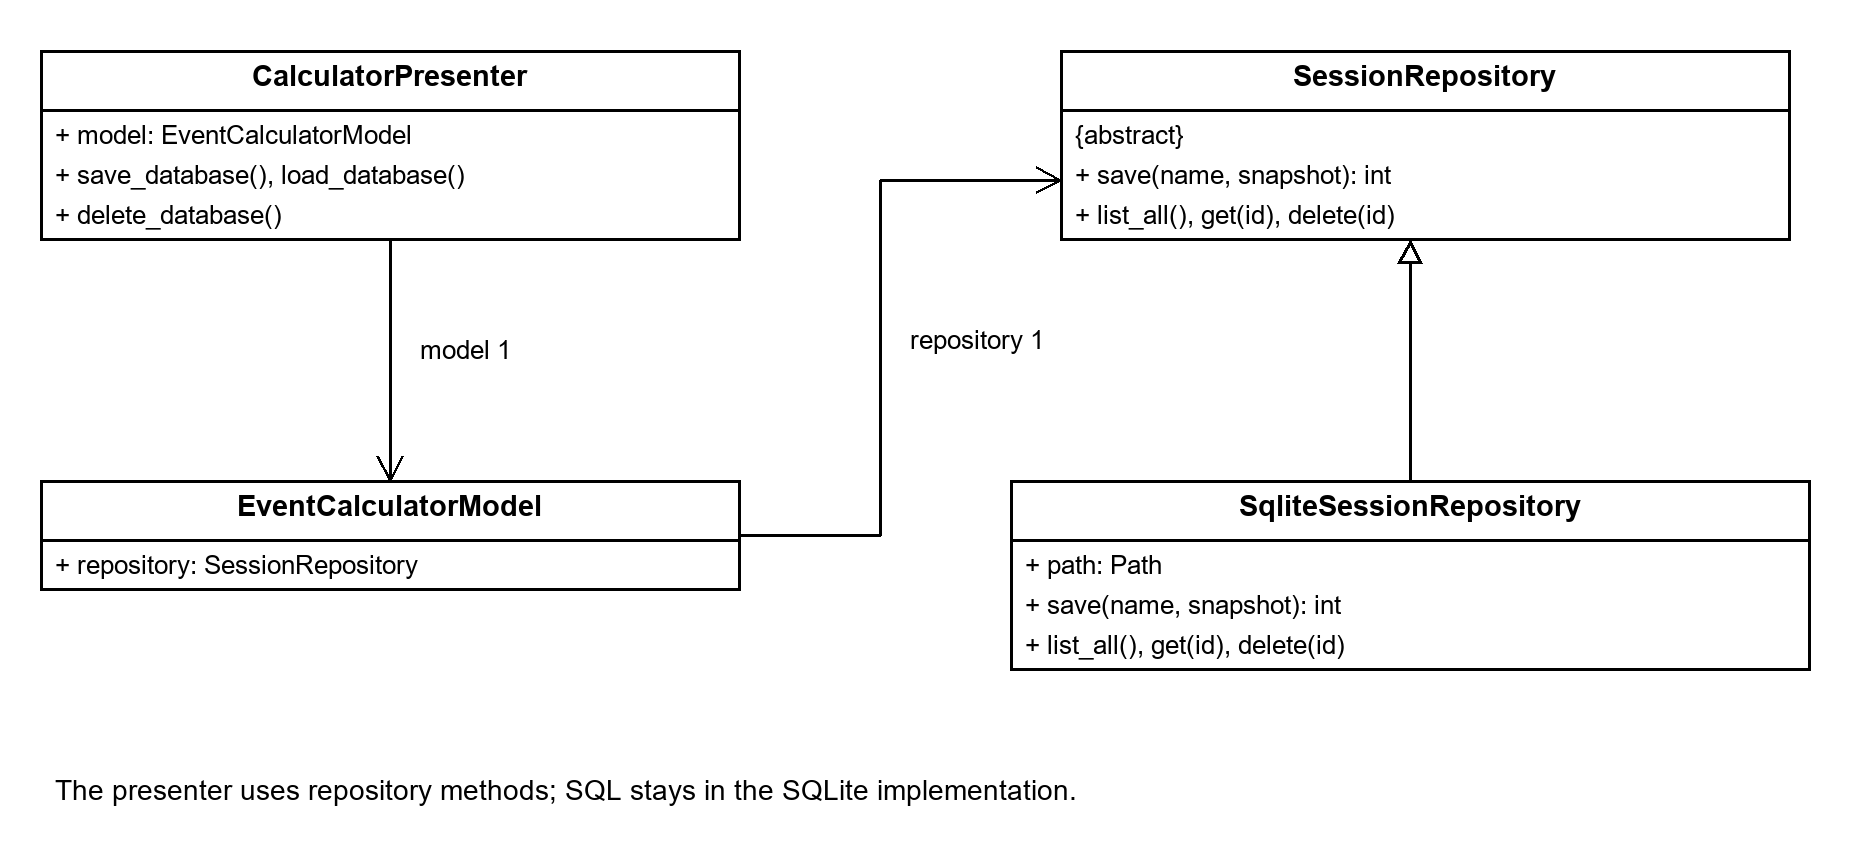 CalculatorPresenter
+ model: EventCalculatorModel
+ save_database(), load_database()
+ delete_database()
SessionRepository
{abstract}
+ save(name, snapshot): int
+ list_all(), get(id), delete(id)
model 1
repository 1
EventCalculatorModel
+ repository: SessionRepository
SqliteSessionRepository
+ path: Path
+ save(name, snapshot): int
+ list_all(), get(id), delete(id)
The presenter uses repository methods; SQL stays in the SQLite implementation.